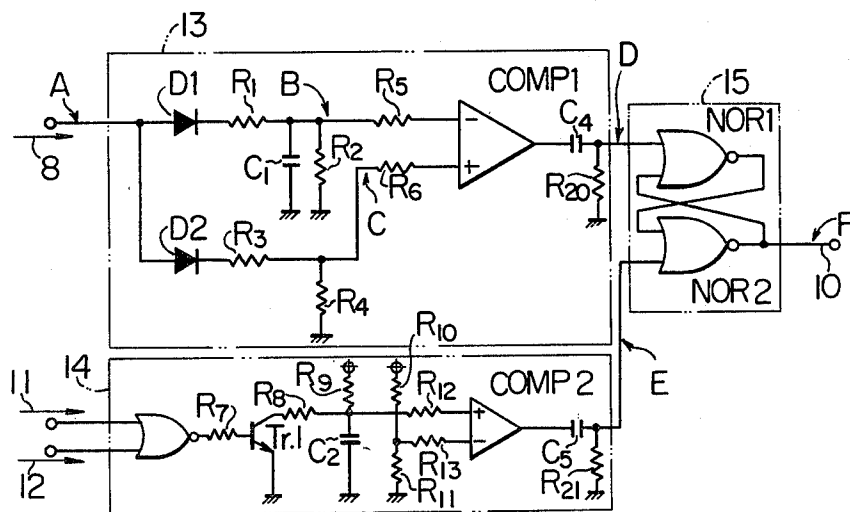 13
A
D1
R1
B
R5
COMP1
D
15
8
C1
R2
R6
C4
NOR1
R20
D2
R3
C
F
R4
10
NOR2
R10
14
E
11
R9
R8
R12
COMP2
R7
Tr.1
C2
R13
C5
12
R11
R21
-
+
+
-